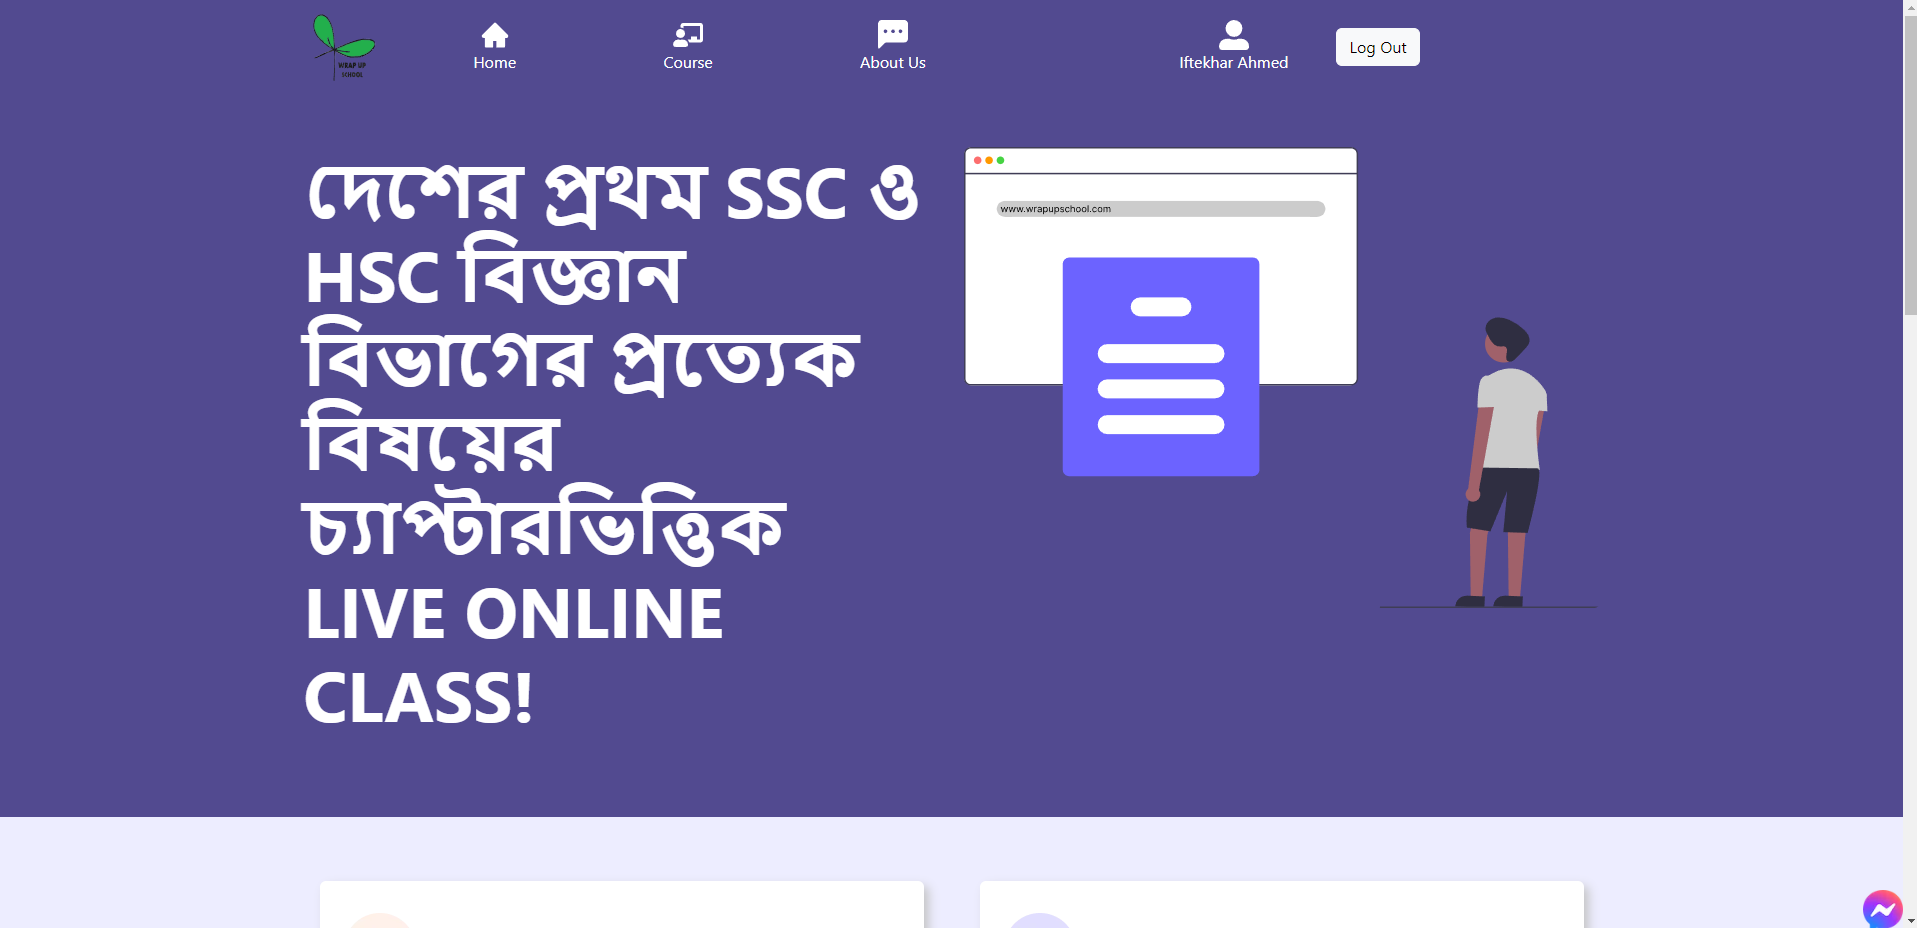 WRAP UP
SCHOOL
Home
Course
About Us
Iftekhar Ahmed
Log Out
দেশের প্রথম SSC ও
HSC বিজ্ঞান
বিভাগের প্রত্যেক
বিষয়ের
চ্যাপ্টারভিত্তিক
LIVE ONLINE
CLASS!
www.wrapupschool.com